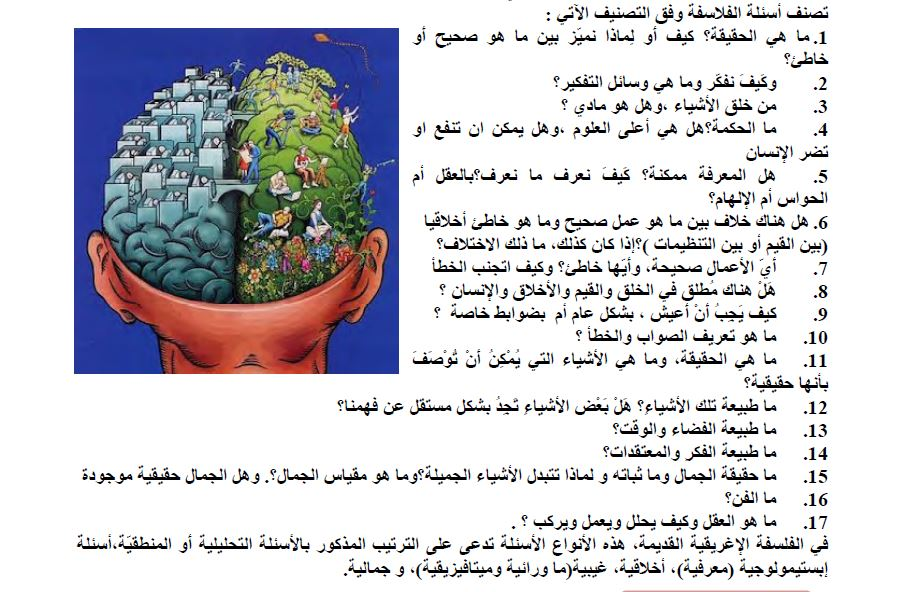 تصنف أسئلة الفلاسفة وفق التصنيف الآتي :
1. ما هي الحقيقة؟ كيف أو لِماذا نميّز بين ما هو صحيح أو
خاطئ؟
2. وكَيفَ نفكّر وما هي وسائل التفكير؟
3. من خلق الأشياء ،وهل هو مادي ؟
4. ما الحكمة؟هل هي أعلى العلوم ،وهل يمكن ان تنفع او
تضر الإنسان
5. هل المعرفة ممكنة؟ كَيفَ نعرف ما نعرف؟بالعقل أم
الحواس أم الإلهام؟
6. هل هناك خلاف بين ما هو عمل صحيح وما هو خاطئ أخلاقيا
(بين القيم أو بين التنظيمات )؟إذا كان كذلك، ما ذلك الاختلاف؟
7. أيّ الأعمال صحيحة، وأيّها خاطئ؟ وكيف اتجنب الخطأ
8. هَلْ هناك مُطلق في الخلق والقيم والأخلاق والإنسان ؟
9. كيف يَجِبُ أنْ أعيشَ ، بشكل عام أم بضوابط خاصة ؟
10. ما هو تعريف الصواب والخطأ ؟
11. ما هي الحقيقة، وما هي الأشياء التي يُمْكِنُ أنْ تُوْصَفَ
بأنها حقيقية؟
12. ما طبيعة تلك الأشياءِ؟ هَلْ بَعْض الأشياءِ تَجِدُ بشكل مستقل عن فهمنا؟
13. ما طبيعة الفضاء والوقت؟
14. ما طبيعة الفكر والمعتقدات؟
15. ما حقيقة الجمال وما ثباته و لماذا تتبدل الأشياء الجميلة؟وما هو مقياس الجمال؟. وهل الجمال حقيقية موجودة
16. ما الفن؟
17. ما هو العقل وكيف يحلل ويعمل ويركب ؟ .
في الفلسفة الإغريقية القديمة، هذه الأنواع الأسئلة تدعى على الترتيب المذكور بالأسئلة التحليلية أو المنطقيّة،أسئلة
إبستيمولوجية (معرفية)، أخلاقية، غيبية(ما ورائية وميتافيزيقية)، و جمالية.